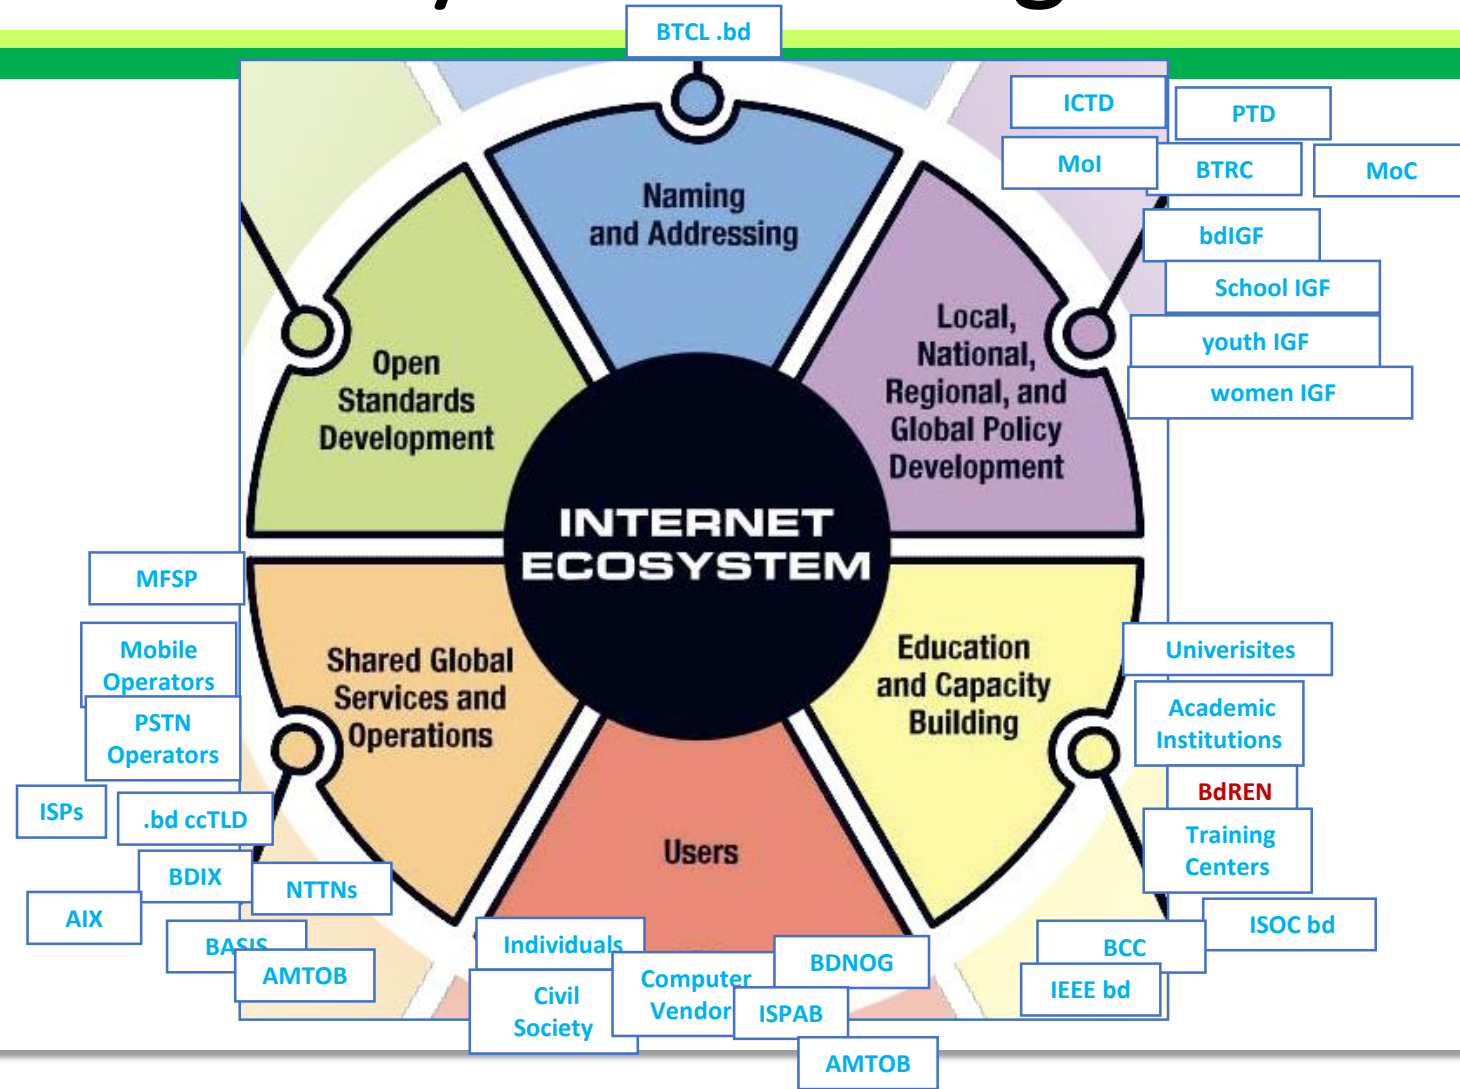 BTCL .bd
ICTD
PTD
MoI
BTRC
MoC
bdIGF
School IGF
youth IGF
women IGF
Naming
and Addressing
Local,
National,
Regional, and
Global Policy
Development
Open
Standards
Development
INTERNET
ECOSYSTEM
MFSP
Mobile
Operators
PSTN
Operators
ISPs
.bd ccTLD
BDIX
NTTNs
AIX
BASIS
AMTOB
Shared Global
Services and
Operations
Education
and Capacity
Building
Univerisites
Academic
Institutions
BdREN
Training
Centers
ISOC bd
BCC
IEEE bd
Users
Individuals
Civil
Society
Computer
Vendor
BDNOG
ISPAB
AMTOB